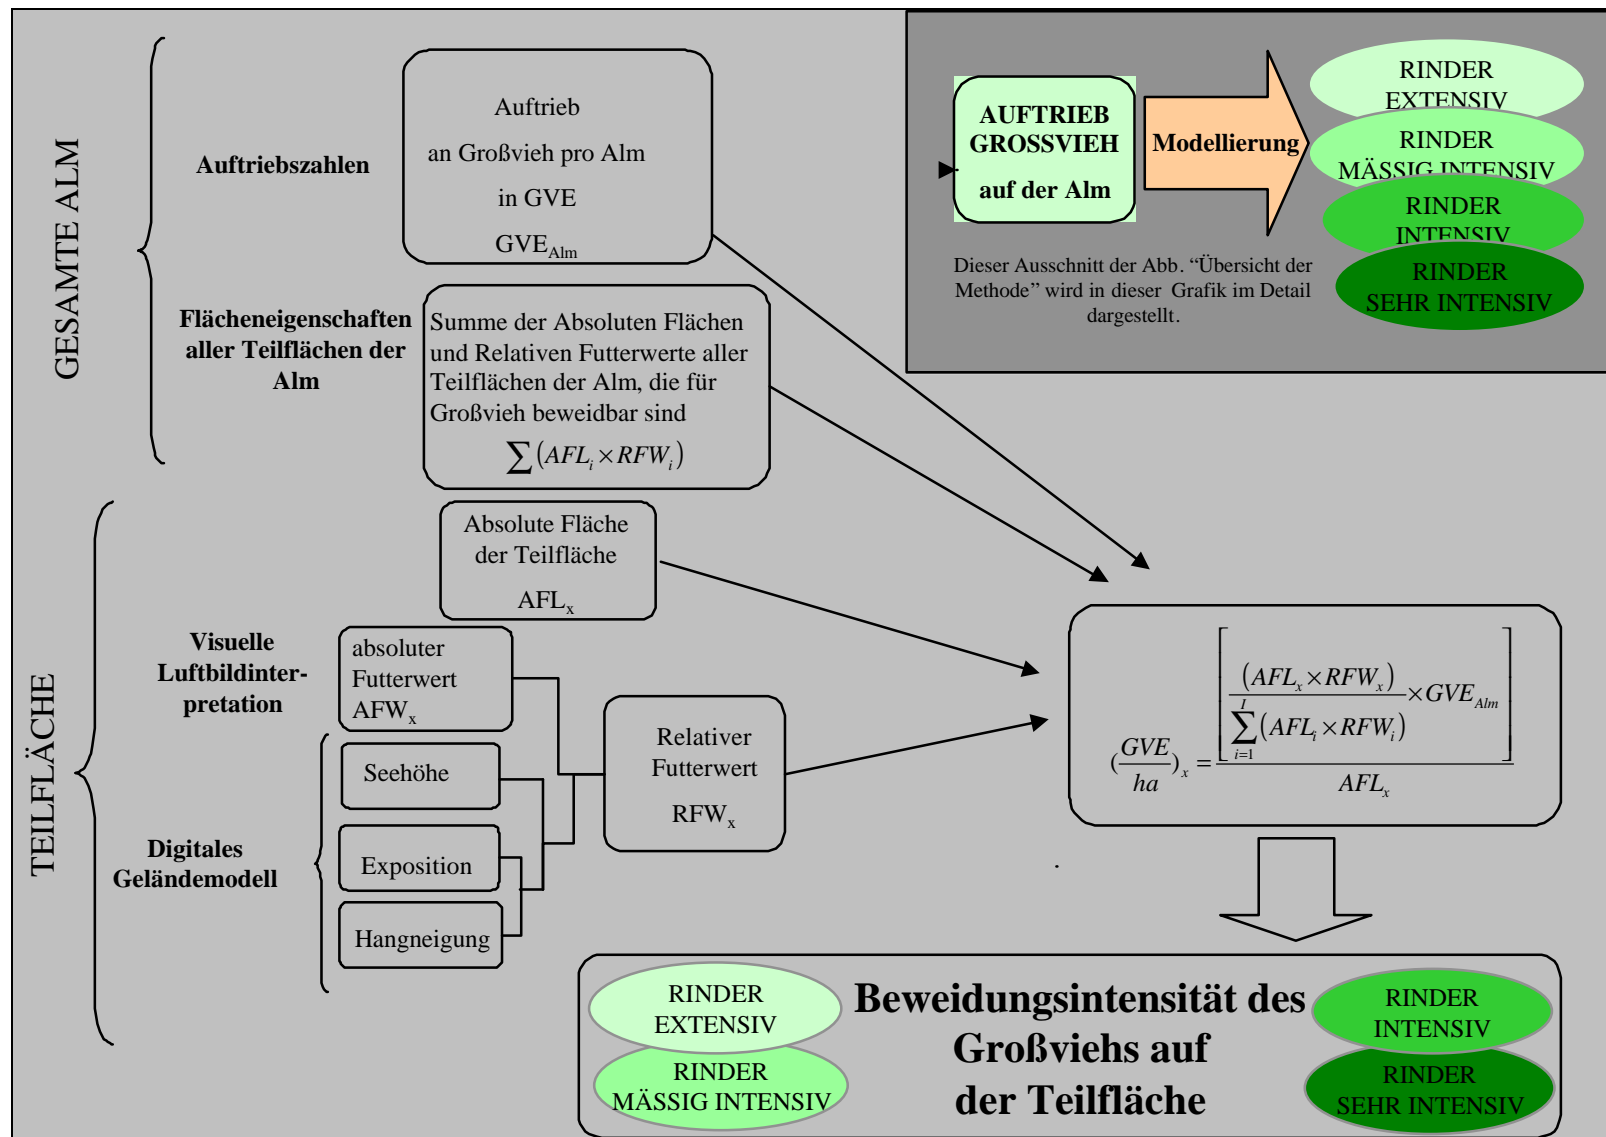 GESAMTE ALM
Auftriebszahlen
Auftrieb
an Großvieh pro Alm
in GVE
GVE_Alm
Flächeneigenschaften
aller Teilflächen der
Alm
Summe der Absoluten Flächen
und Relativen Futterwerte aller
Teilflächen der Alm, die für
Großvieh beweidbar sind
∑(AFL_i × RFW_i)
AUFTRIEB
GROSSVIEH
auf der Alm
Modellierung
RINDER
EXTENSIV
RINDER
MÄSSIG INTENSIV
RINDER
INTENSIV
RINDER
SEHR INTENSIV
Dieser Ausschnitt der Abb. “Übersicht der
Methode” wird in dieser Grafik im Detail
dargestellt.
TEILFLÄCHE
Absolute Fläche
der Teilfläche
AFL_x
Visuelle
Luftbildinter-
pretation
absoluter
Futterwert
AFW_x
Digitales
Geländemodell
Seehöhe
Exposition
Hangneigung
Relativer
Futterwert
RFW_x
(GVE/ha)_x = [(AFL_x × RFW_x) / ∑_{i=1}^{I} (AFL_i × RFW_i) × GVE_Alm] / AFL_x
RINDER
EXTENSIV
RINDER
MÄSSIG INTENSIV
Beweidungsintensität des
Großviehs auf
der Teilfläche
RINDER
INTENSIV
RINDER
SEHR INTENSIV